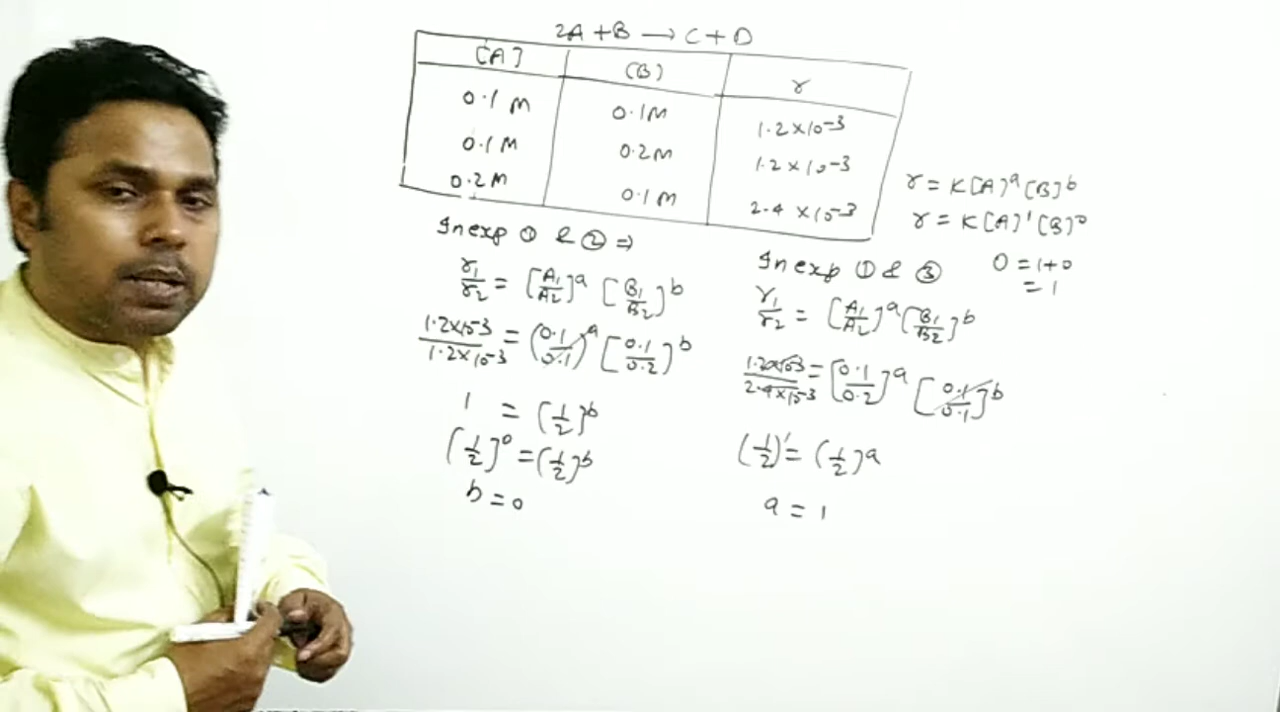 2A + B → C + D
[A] (B) r
0.1 M 0.1M 1.2×10-3
0.1M 0.2M 1.2×10-3
0.2M 0.1M 2.4×10-3
r = K[A]a[B]b
r = K[A]1[B]0
O = 1+0
= 1
In exp ① & ② ⇒
r1/r2 = [A1/A2]a [B1/B2]b
1.2×10-3/1.2×10-3 = (0.1/0.1)a [0.1/0.2]b
1 = (1/2]b
(1/2]0 = (1/2]b
b = 0
In exp ① & ③
r1/r2 = [A1/A2]a [B1/B2]b
1.2×10-3/2.4×10-3 = [0.1/0.2]a [0.1/0.1]b
(1/2)1 = (1/2]a
a = 1